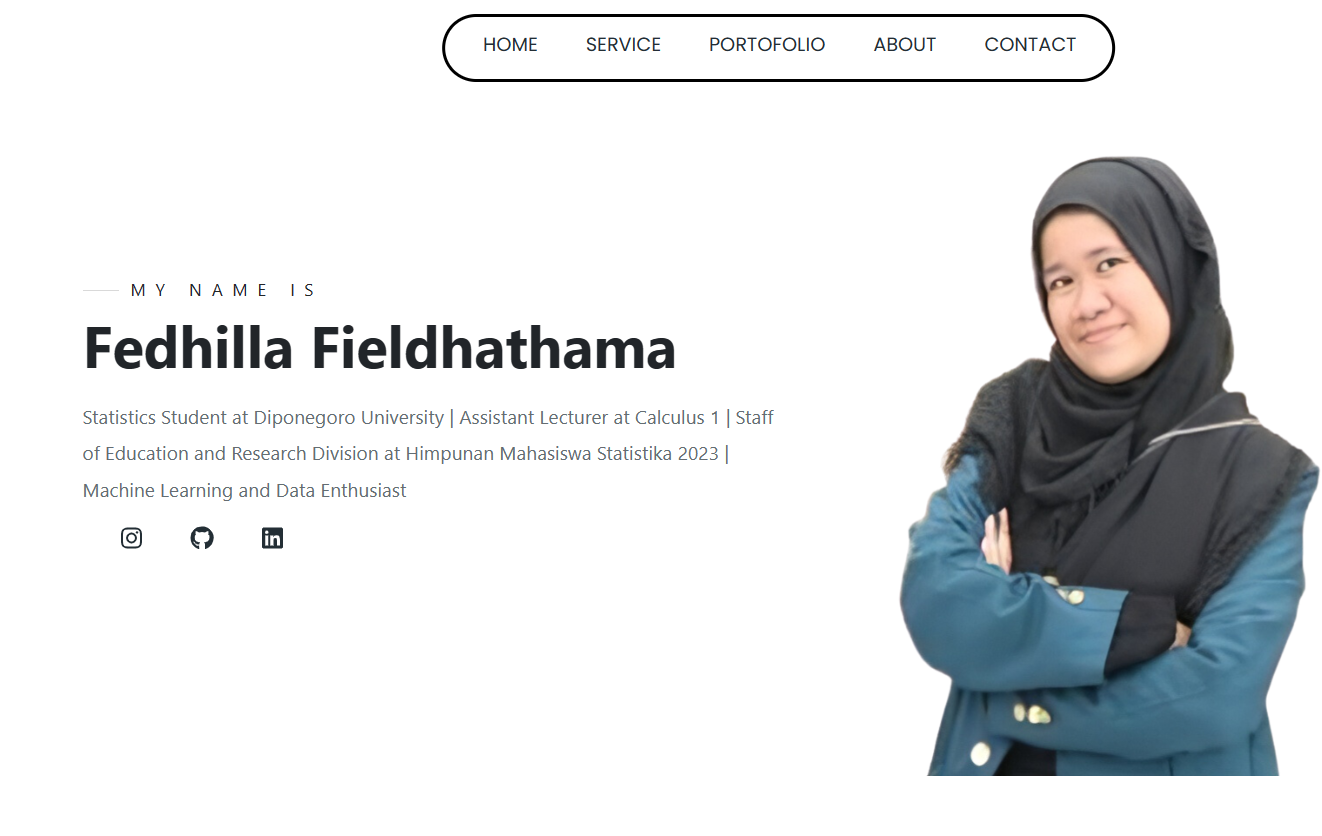 HOME SERVICE PORTOFOLIO ABOUT CONTACT
MY NAME IS
Fedhilla Fieldhathama
Statistics Student at Diponegoro University | Assistant Lecturer at Calculus 1 | Staff
of Education and Research Division at Himpunan Mahasiswa Statistika 2023 |
Machine Learning and Data Enthusiast